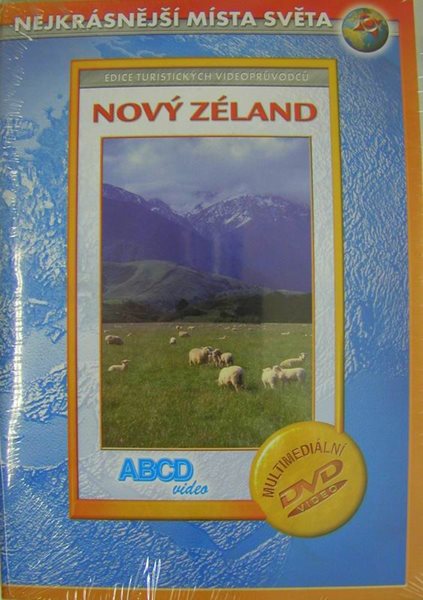 NEJKRÁSNĚJŠÍ MÍSTA SVĚTA
EDICE TURISTICKÝCH VIDEOPRŮVODCŮ
NOVÝ ZÉLAND
ABCD
video
MULTIMEDIÁLNÍ
DVD
VIDEO